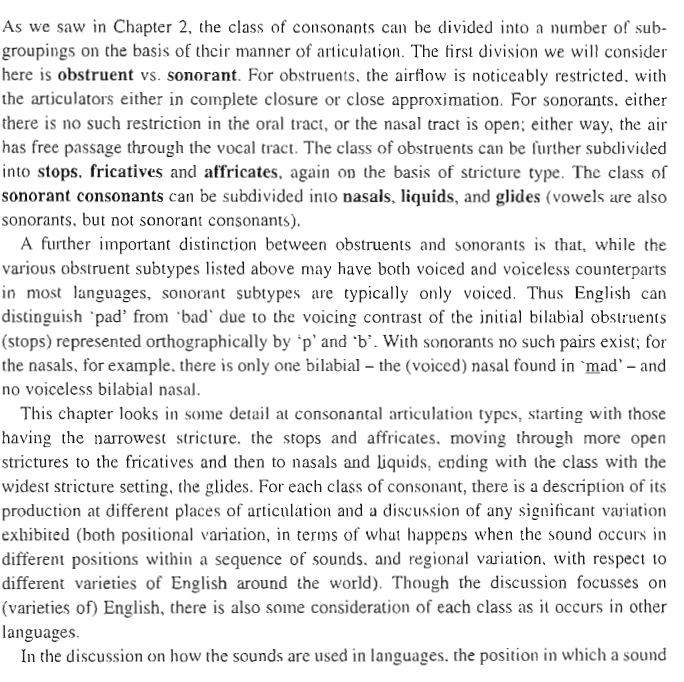 As we saw in Chapter 2, the class of consonants can be divided into a number of sub-
groupings on the basis of their manner of articulation. The first division we will consider
here is obstruent vs. sonorant. For obstruents, the airflow is noticeably restricted, with
the articulators either in complete closure or close approximation. For sonorants, either
there is no such restriction in the oral tract, or the nasal tract is open; either way, the air
has free passage through the vocal tract. The class of obstruents can be further subdivided
into stops, fricatives and affricates, again on the basis of stricture type. The class of
sonorant consonants can be subdivided into nasals, liquids, and glides (vowels are also
sonorants, but not sonorant consonants).
A further important distinction between obstruents and sonorants is that, while the
various obstruent subtypes listed above may have both voiced and voiceless counterparts
in most languages, sonorant subtypes are typically only voiced. Thus English can
distinguish 'pad' from 'bad' due to the voicing contrast of the initial bilabial obstruents
(stops) represented orthographically by 'p' and 'b'. With sonorants no such pairs exist; for
the nasals, for example, there is only one bilabial – the (voiced) nasal found in 'mad' – and
no voiceless bilabial nasal.
This chapter looks in some detail at consonantal articulation types, starting with those
having the narrowest stricture, the stops and affricates, moving through more open
strictures to the fricatives and then to nasals and liquids, ending with the class with the
widest stricture setting, the glides. For each class of consonant, there is a description of its
production at different places of articulation and a discussion of any significant variation
exhibited (both positional variation, in terms of what happens when the sound occurs in
different positions within a sequence of sounds, and regional variation, with respect to
different varieties of English around the world). Though the discussion focusses on
(varieties of) English, there is also some consideration of each class as it occurs in other
languages.
In the discussion on how the sounds are used in languages, the position in which a sound